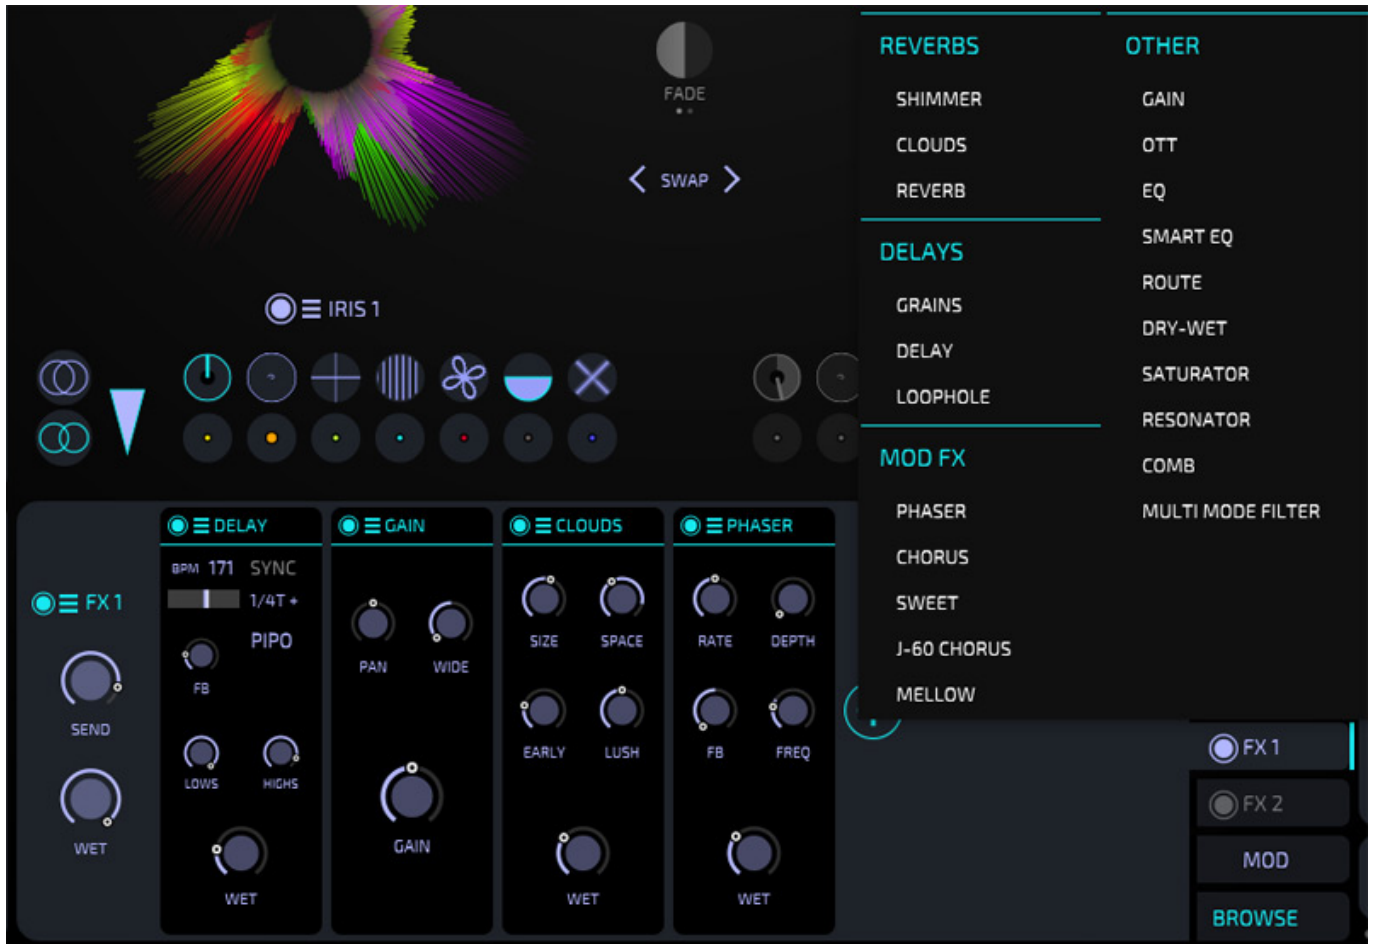 FADE
SWAP
IRIS 1
REVERBS
SHIMMER
CLOUDS
REVERB
DELAYS
GRAINS
DELAY
LOOPHOLE
MOD FX
PHASER
CHORUS
SWEET
J-60 CHORUS
MELLOW
OTHER
GAIN
OTT
EQ
SMART EQ
ROUTE
DRY-WET
SATURATOR
RESONATOR
COMB
MULTI MODE FILTER
FX 1
SEND
WET
DELAY
BPM 171 SYNC
1/4T +
PIPO
FB
LOWS HIGHS
WET
GAIN
PAN WIDE
GAIN
CLOUDS
SIZE SPACE
EARLY LUSH
WET
PHASER
RATE DEPTH
FB FREQ
WET
FX 1
FX 2
MOD
BROWSE